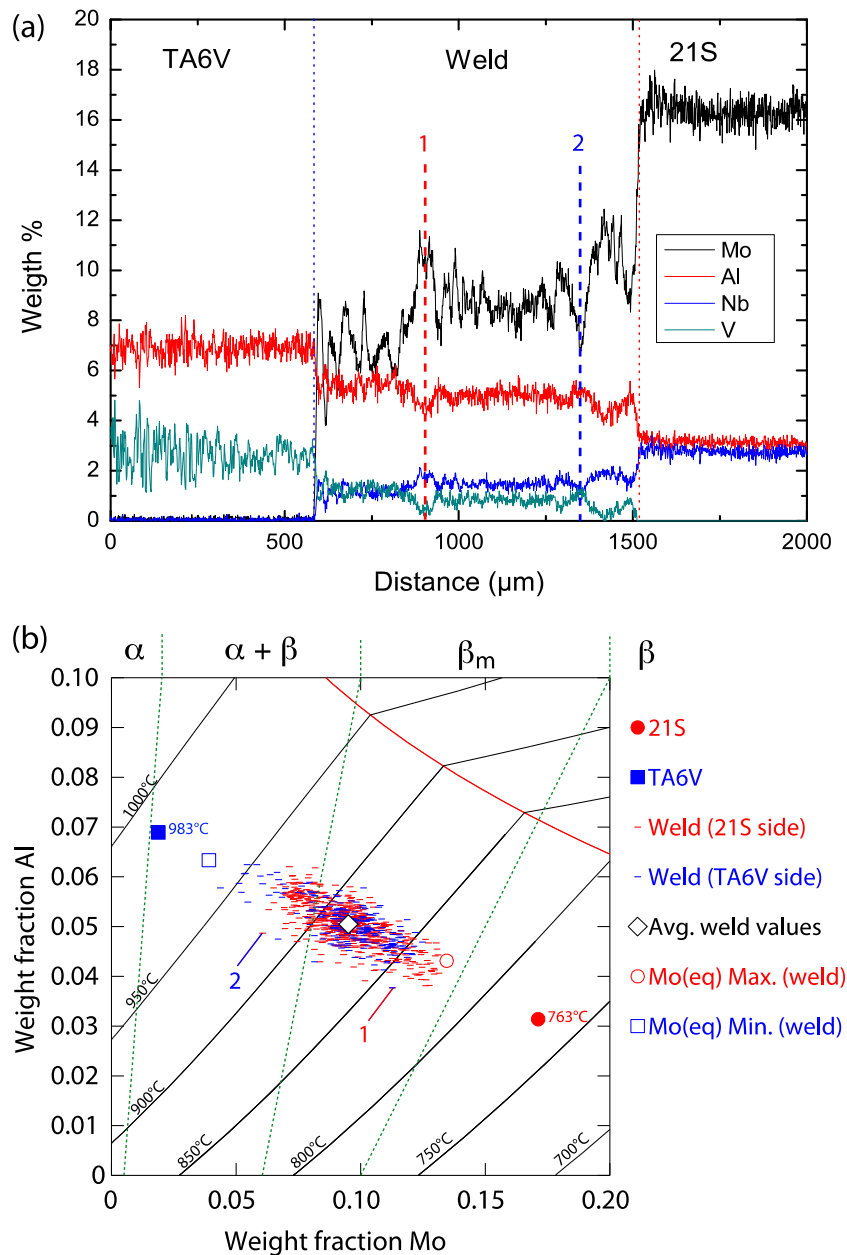 (a)
TA6V Weld 21S
20
18
16
14
12
10
8
6
4
2
0
Weigth %
1
2
Mo
Al
Nb
V
0 500 1000 1500 2000
Distance (µm)
(b)
α α + β βm β
0.10
0.09
0.08
0.07
0.06
0.05
0.04
0.03
0.02
0.01
0
Weight fraction Al
1000°C
983°C
950°C
900°C
850°C
800°C
750°C
700°C
763°C
2
1
21S
TA6V
Weld (21S side)
Weld (TA6V side)
Avg. weld values
Mo(eq) Max. (weld)
Mo(eq) Min. (weld)
0 0.05 0.10 0.15 0.20
Weight fraction Mo